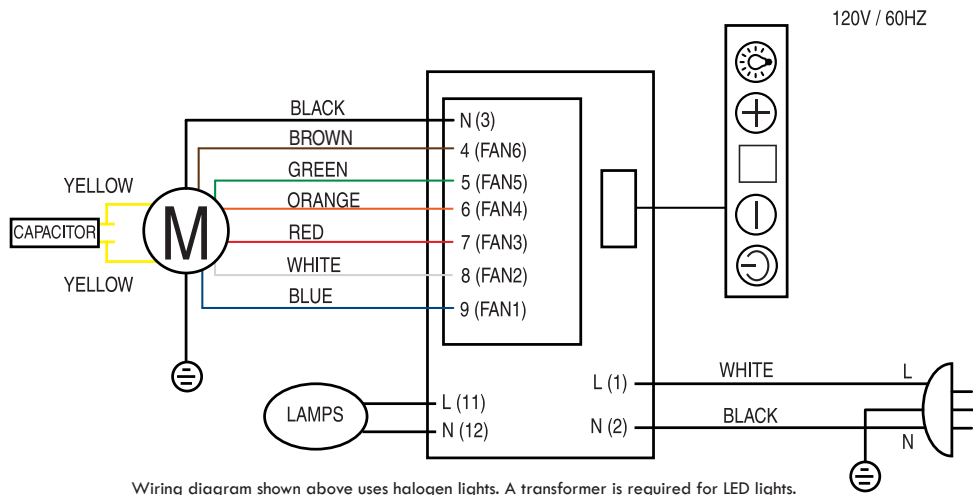 120V / 60HZ
BLACK
N (3)
BROWN
4 (FAN6)
GREEN
5 (FAN5)
YELLOW
ORANGE
6 (FAN4)
CAPACITOR
M
RED
7 (FAN3)
WHITE
8 (FAN2)
YELLOW
BLUE
9 (FAN1)
L (1)
WHITE
L
LAMPS
L (11)
N (12)
N (2)
BLACK
N
Wiring diagram shown above uses halogen lights. A transformer is required for LED lights.